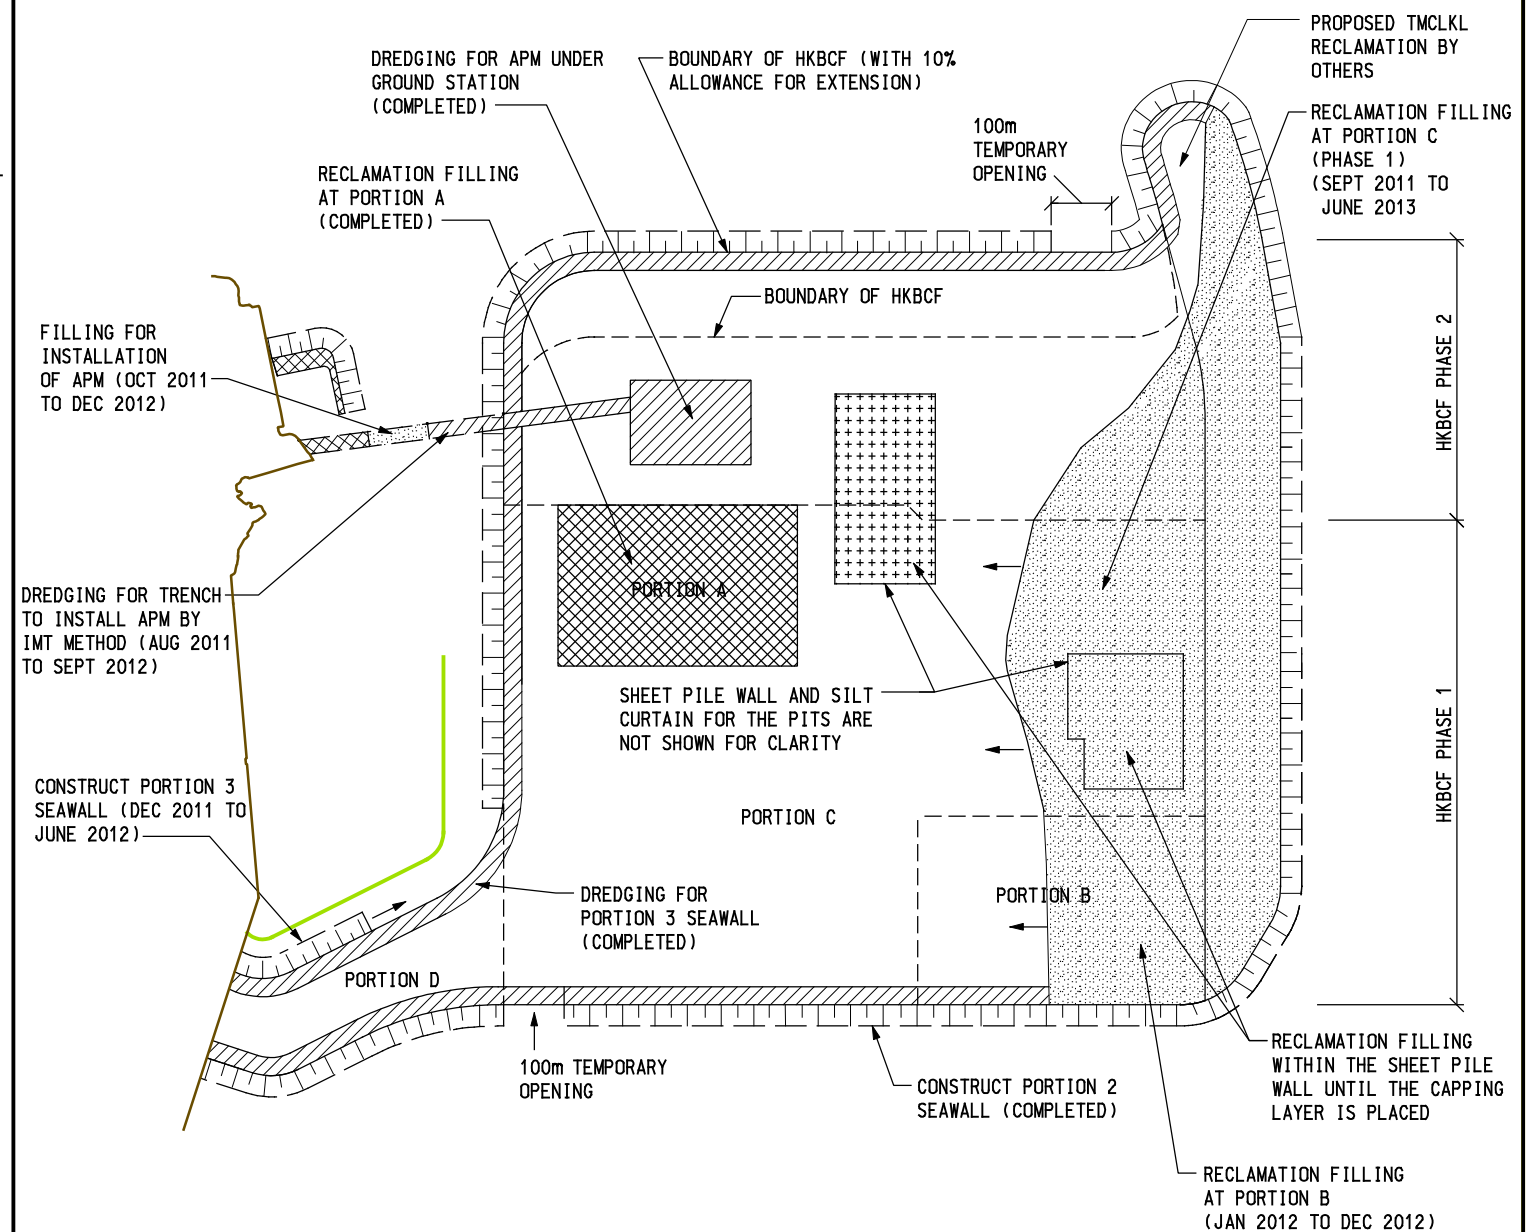 PROPOSED TMCLKL
RECLAMATION BY
OTHERS
DREDGING FOR APM UNDER
GROUND STATION
(COMPLETED)
BOUNDARY OF HKBCF (WITH 10%
ALLOWANCE FOR EXTENSION)
RECLAMATION FILLING
AT PORTION C
(PHASE 1)
(SEPT 2011 TO
JUNE 2013
100m
TEMPORARY
OPENING
RECLAMATION FILLING
AT PORTION A
(COMPLETED)
BOUNDARY OF HKBCF
FILLING FOR
INSTALLATION
OF APM (OCT 2011
TO DEC 2012)
HKBCF PHASE 2
DREDGING FOR TRENCH
TO INSTALL APM BY
IMT METHOD (AUG 2011
TO SEPT 2012)
PORTION A
SHEET PILE WALL AND SILT
CURTAIN FOR THE PITS ARE
NOT SHOWN FOR CLARITY
HKBCF PHASE 1
CONSTRUCT PORTION 3
SEAWALL (DEC 2011 TO
JUNE 2012)
PORTION C
DREDGING FOR
PORTION 3 SEAWALL
(COMPLETED)
PORTION B
PORTION D
100m TEMPORARY
OPENING
CONSTRUCT PORTION 2
SEAWALL (COMPLETED)
RECLAMATION FILLING
WITHIN THE SHEET PILE
WALL UNTIL THE CAPPING
LAYER IS PLACED
RECLAMATION FILLING
AT PORTION B
(JAN 2012 TO DEC 2012)